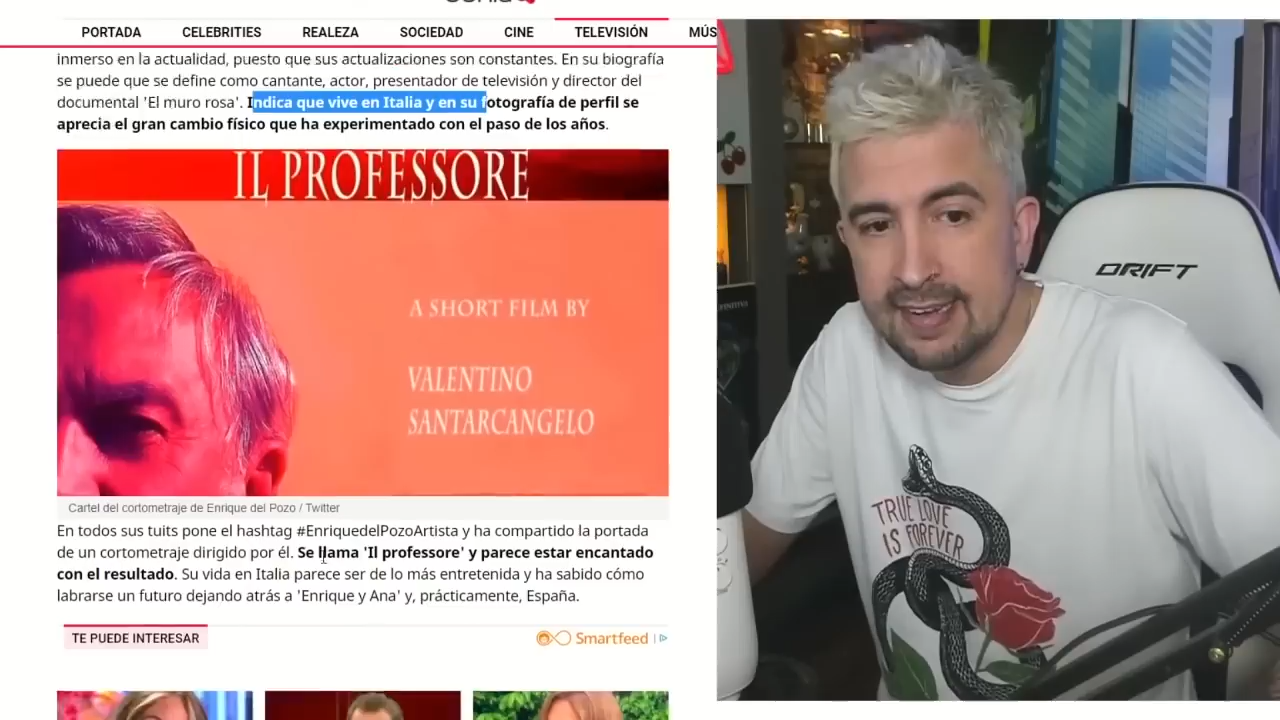 PORTADA CELEBRITIES REALEZA SOCIEDAD CINE TELEVISIÓN MÚS
inmerso en la actualidad, puesto que sus actualizaciones son constantes. En su biografía
se puede que se define como cantante, actor, presentador de televisión y director del
documental 'El muro rosa'. Indica que vive en Italia y en su fotografía de perfil se
aprecia el gran cambio físico que ha experimentado con el paso de los años.
IL PROFESSORE
A SHORT FILM BY
VALENTINO
SANTARCANGELO
Cartel del cortometraje de Enrique del Pozo / Twitter
En todos sus tuits pone el hashtag #EnriquedelPozoArtista y ha compartido la portada
de un cortometraje dirigido por él. Se llama 'Il professore' y parece estar encantado
con el resultado. Su vida en Italia parece ser de lo más entretenida y ha sabido cómo
labrarse un futuro dejando atrás a 'Enrique y Ana' y, prácticamente, España.
TE PUEDE INTERESAR
Smartfeed
DRIFT
TRUE LOVE
IS FOREVER